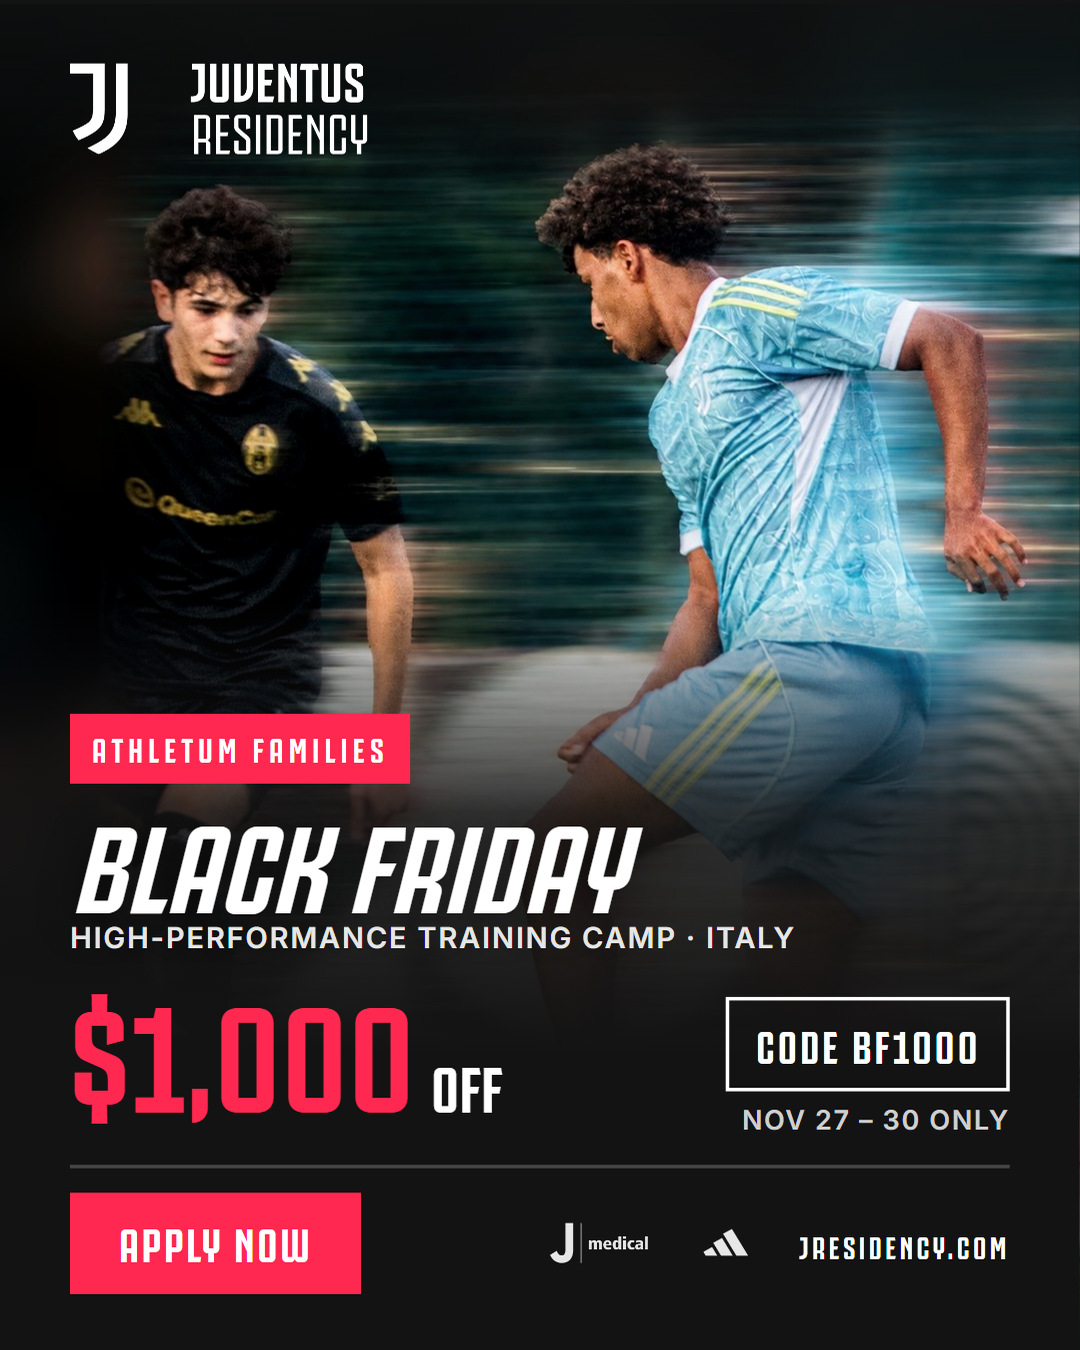 JUVENTUS
RESIDENCY
ATHLETUM FAMILIES
BLACK FRIDAY
HIGH-PERFORMANCE TRAINING CAMP · ITALY
$1,000 OFF
CODE BF1000
NOV 27 – 30 ONLY
APPLY NOW
J medical
JRESIDENCY.COM